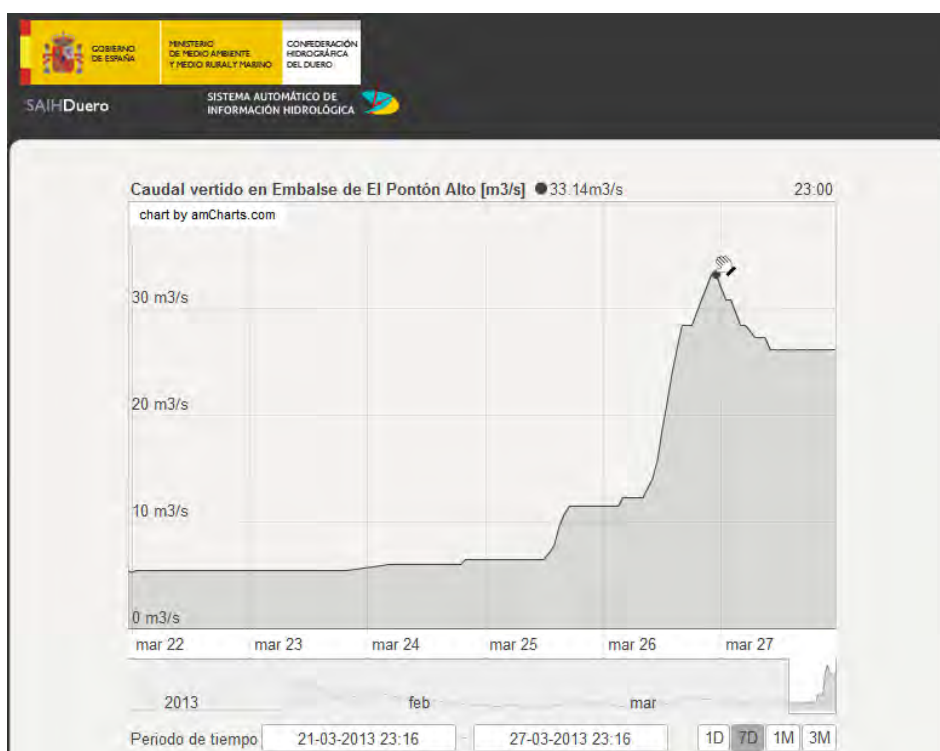 GOBIERNO
DE ESPAÑA
MINISTERIO
DE MEDIO AMBIENTE
Y MEDIO RURAL Y MARINO
CONFEDERACIÓN
HIDROGRÁFICA
DEL DUERO
SAIHDuero
SISTEMA AUTOMÁTICO DE
INFORMACIÓN HIDROLÓGICA
Caudal vertido en Embalse de El Pontón Alto [m3/s] 33.14m3/s 23:00
chart by amCharts.com
30 m3/s
20 m3/s
10 m3/s
0 m3/s
mar 22 mar 23 mar 24 mar 25 mar 26 mar 27
2013 feb mar
Periodo de tiempo 21-03-2013 23:16 - 27-03-2013 23:16 1D 7D 1M 3M